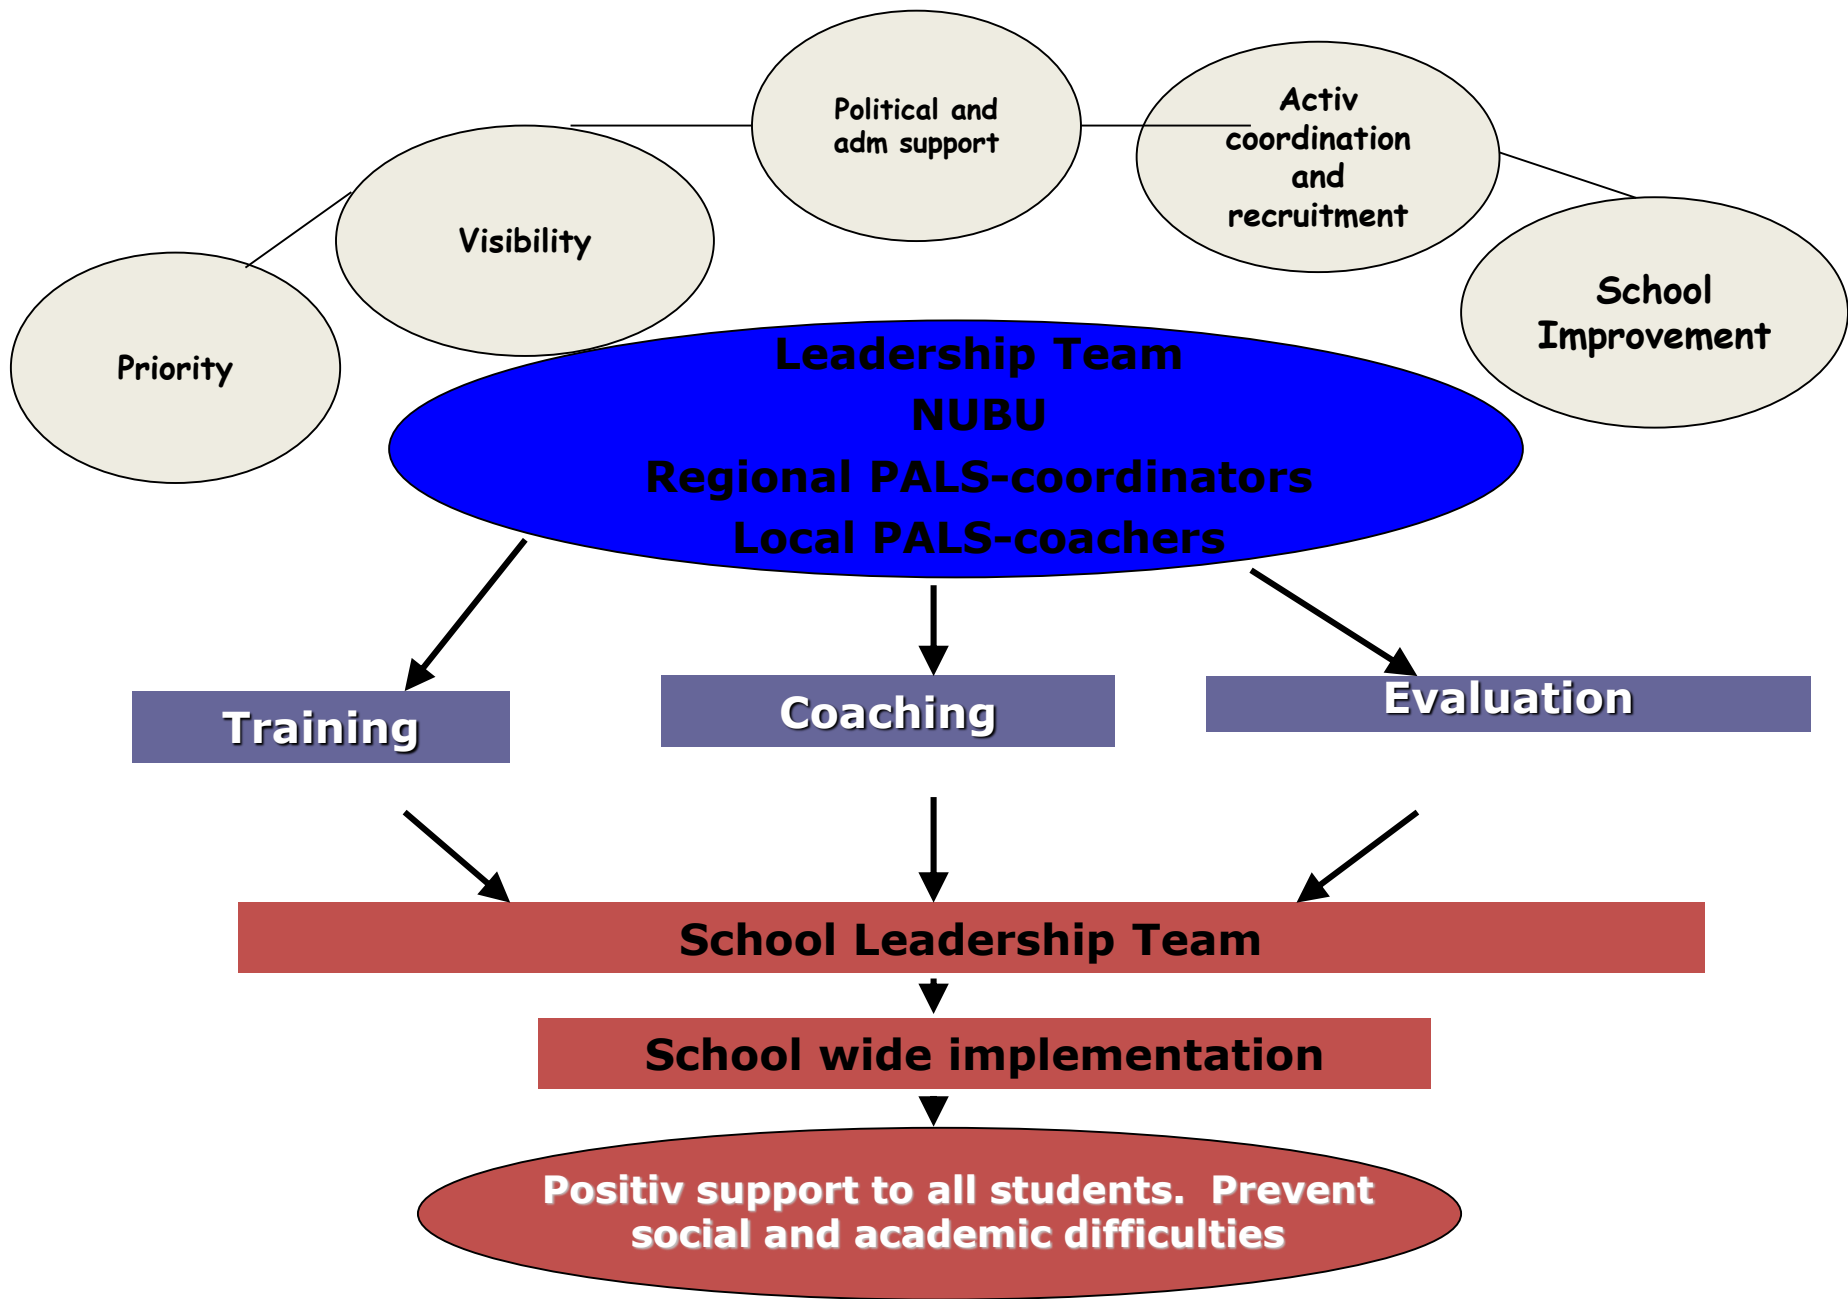 Political and
adm support
Activ
coordination
and
recruitment
Visibility
School
Improvement
Priority
Leadership Team
NUBU
Regional PALS-coordinators
Local PALS-coachers
Training
Coaching
Evaluation
School Leadership Team
School wide implementation
Positiv support to all students.  Prevent
social and academic difficulties